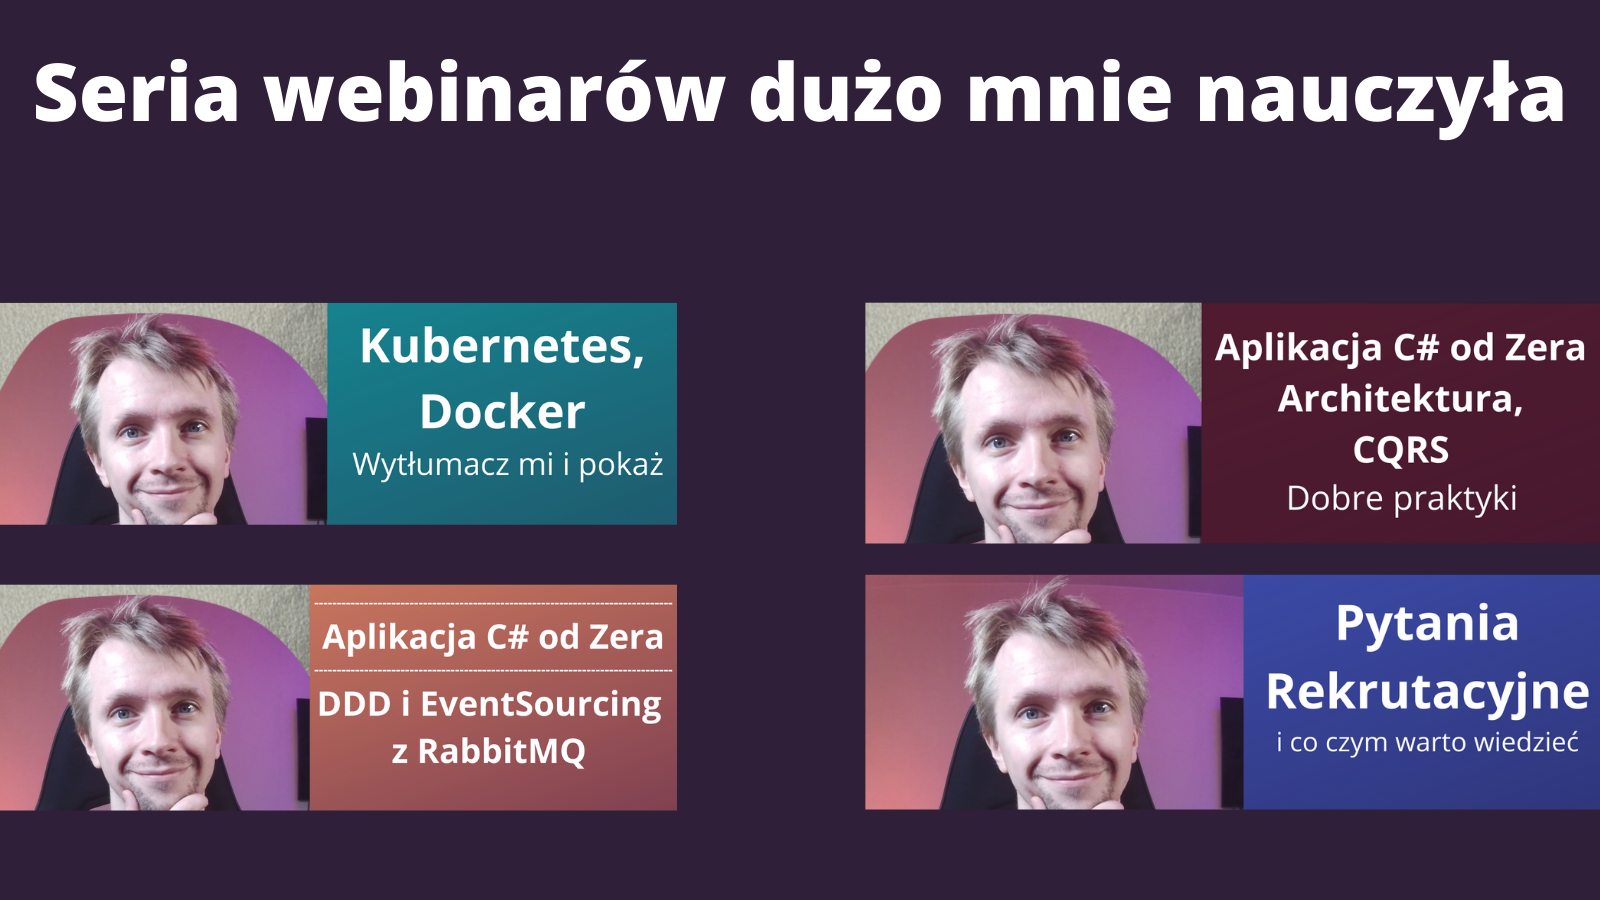 Seria webinarów dużo mnie nauczyła
Kubernetes,
Docker
Wytłumacz mi i pokaż
Aplikacja C# od Zera
Architektura,
CQRS
Dobre praktyki
Aplikacja C# od Zera
DDD i EventSourcing
z RabbitMQ
Pytania
Rekrutacyjne
i co czym warto wiedzieć